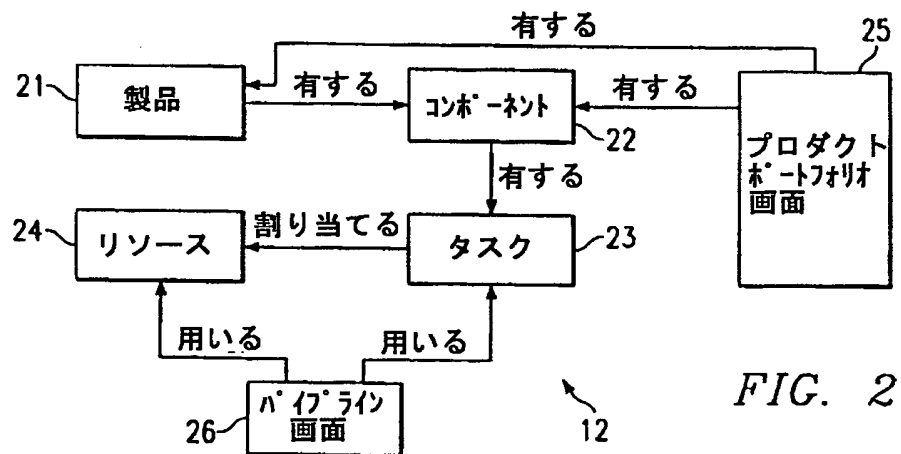 有する
25
21
製品
有する
コンポーネント
有する
22
プロダクト
ポートフォリオ
画面
有する
24
リソース
割り当てる
タスク
23
用いる
用いる
パイプライン
画面
26
12
FIG. 2